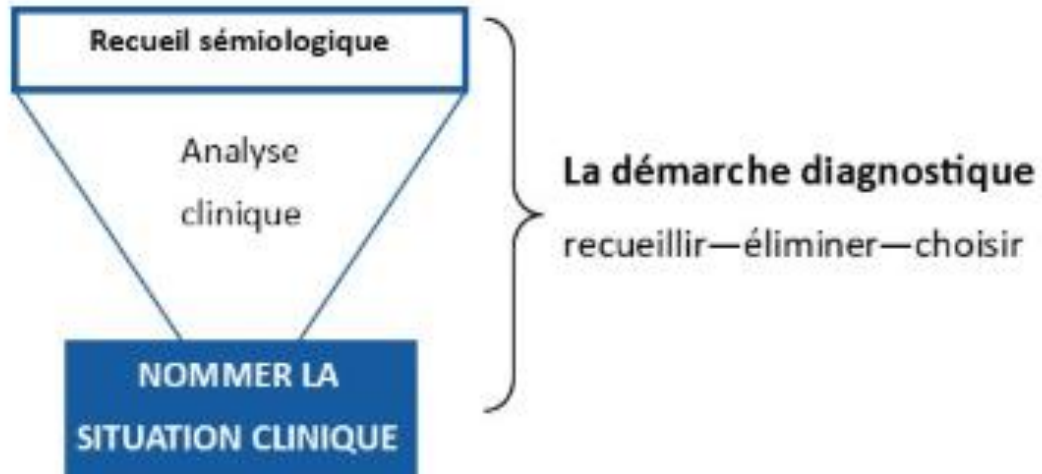 Recueil sémiologique
Analyse
clinique
La démarche diagnostique
recueillir—éliminer—choisir
NOMMER LA
SITUATION CLINIQUE